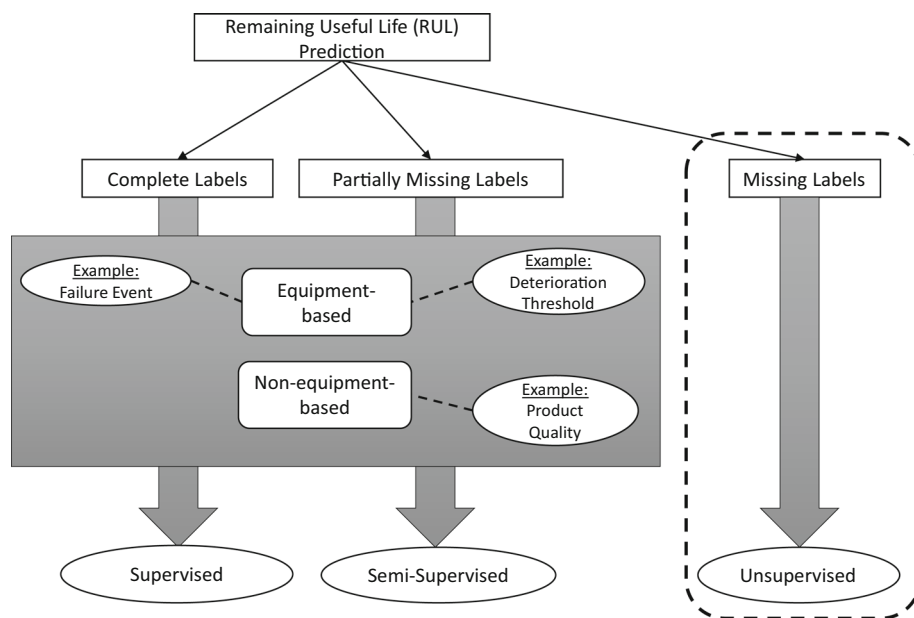 Remaining Useful Life (RUL)
Prediction
Complete Labels
Partially Missing Labels
Missing Labels
Example:
Failure Event
Equipment-
based
Example:
Deterioration
Threshold
Non-equipment-
based
Example:
Product
Quality
Supervised
Semi-Supervised
Unsupervised